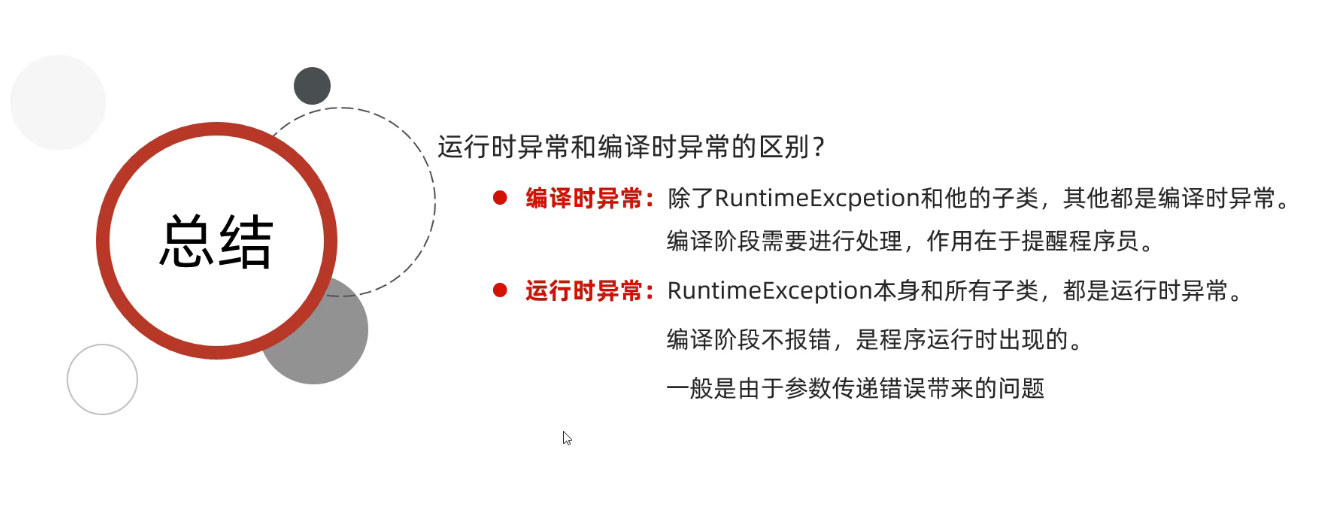 总结
运行时异常和编译时异常的区别？
编译时异常：除了RuntimeExcpetion和他的子类，其他都是编译时异常。
编译阶段需要进行处理，作用在于提醒程序员。
运行时异常：RuntimeException本身和所有子类，都是运行时异常。
编译阶段不报错，是程序运行时出现的。
一般是由于参数传递错误带来的问题